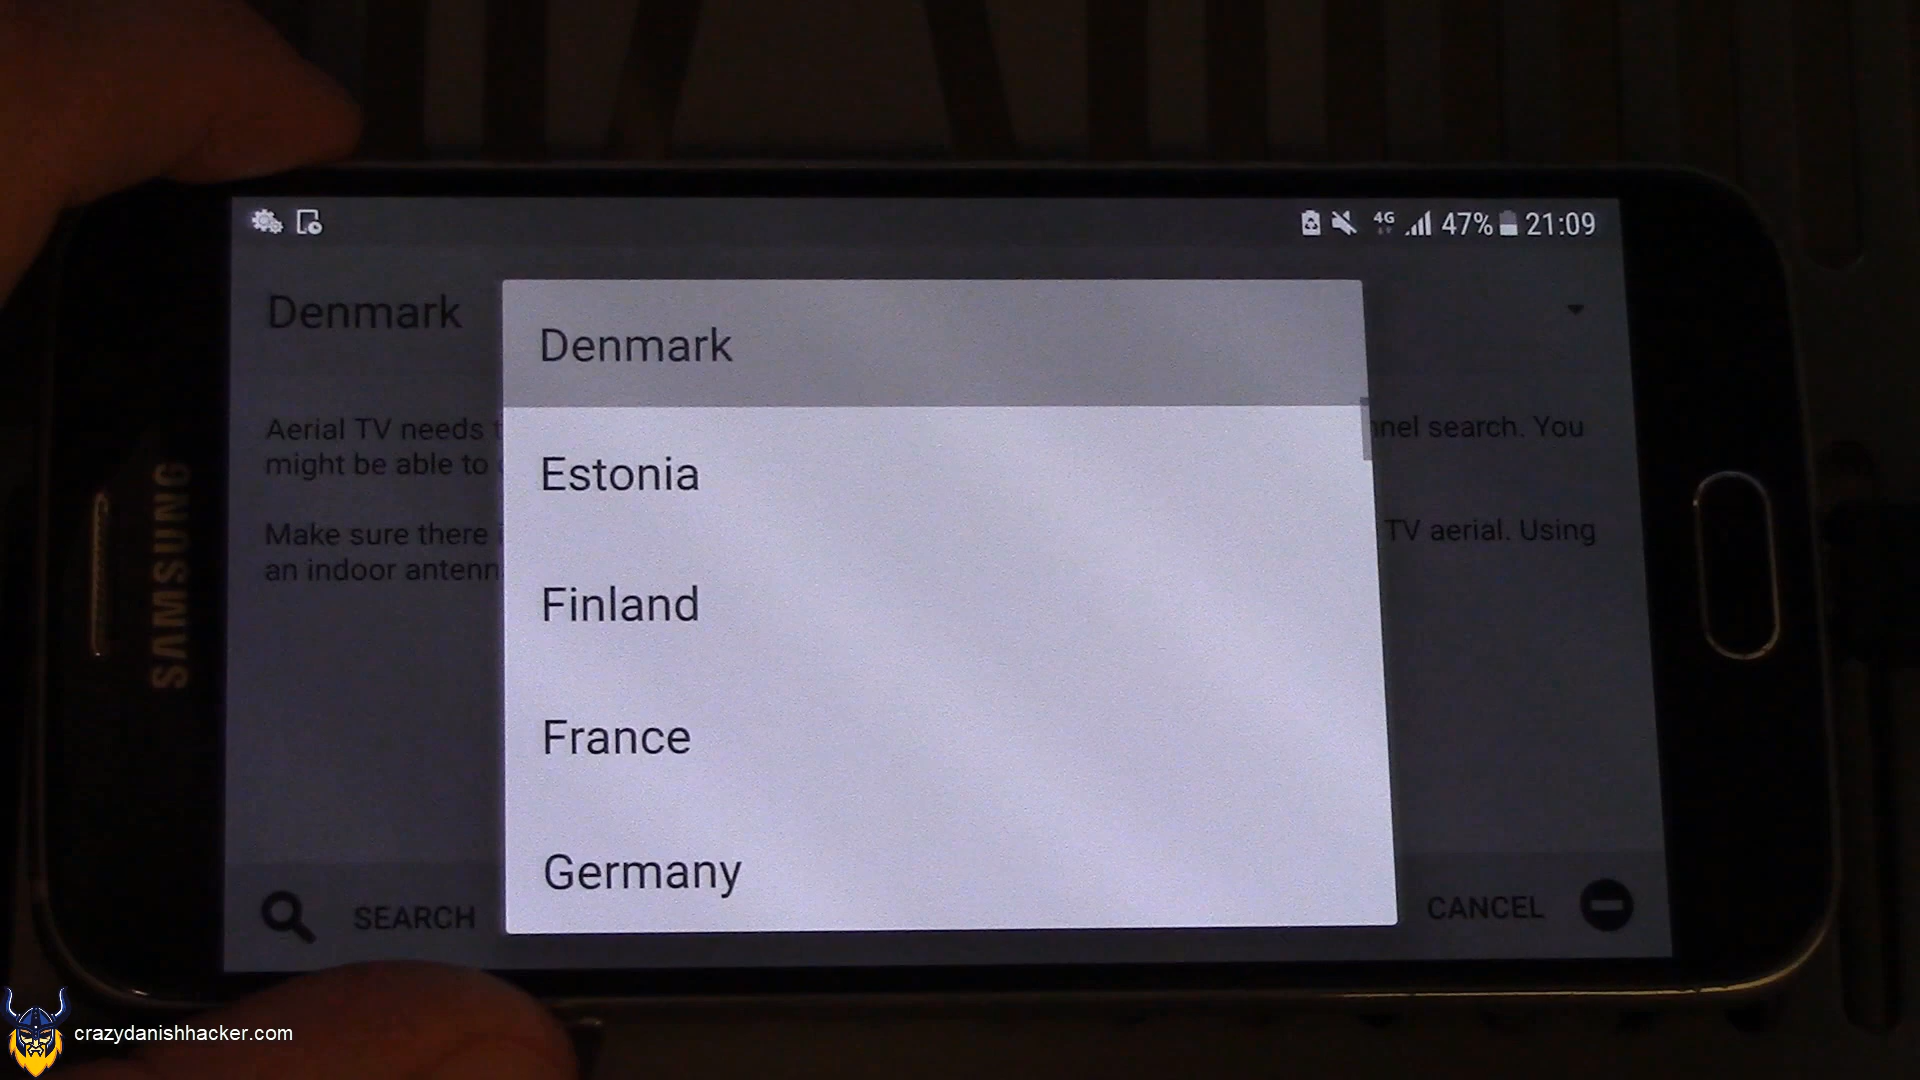 4G 47% 21:09
Denmark
Denmark
Estonia
Finland
France
Germany
Aerial TV needs
nel search. You
might be able to
Make sure there
TV aerial. Using
an indoor antenn
SEARCH
CANCEL
SAMSUNG
crazydanishhacker.com